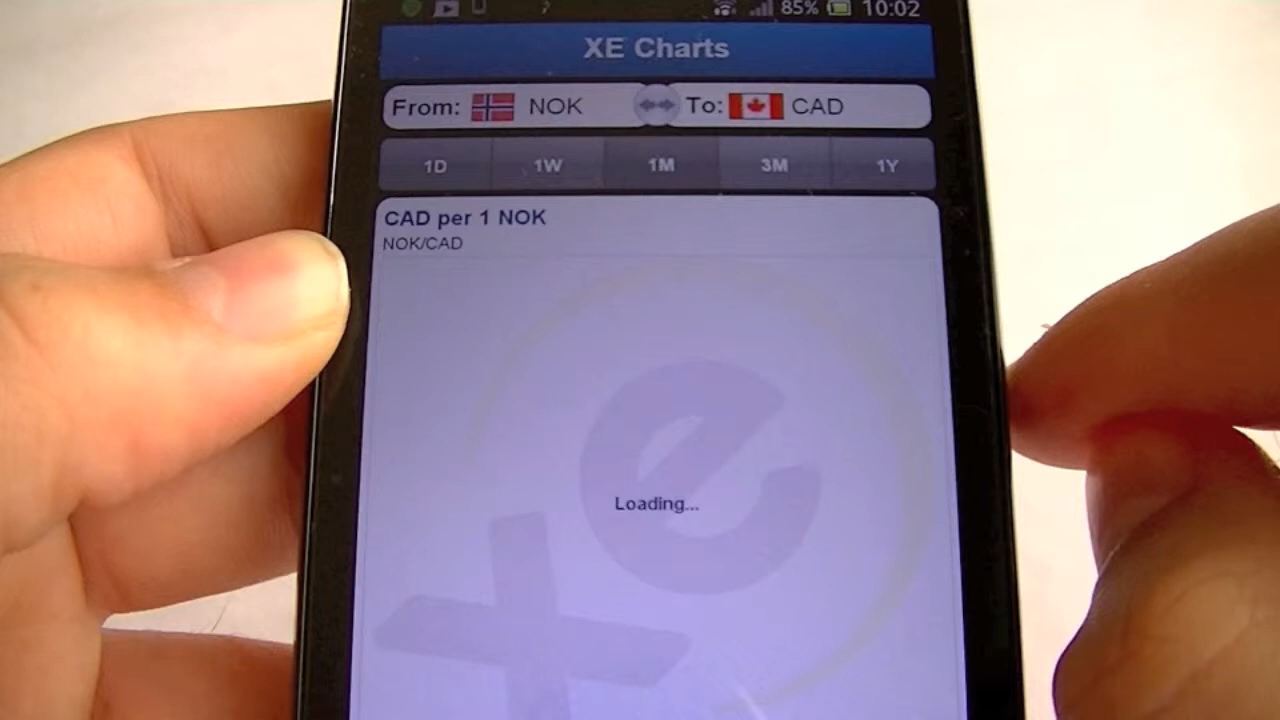 85% 10:02
XE Charts
From: NOK To: CAD
1D 1W 1M 3M 1Y
CAD per 1 NOK
NOK/CAD
xe
Loading...